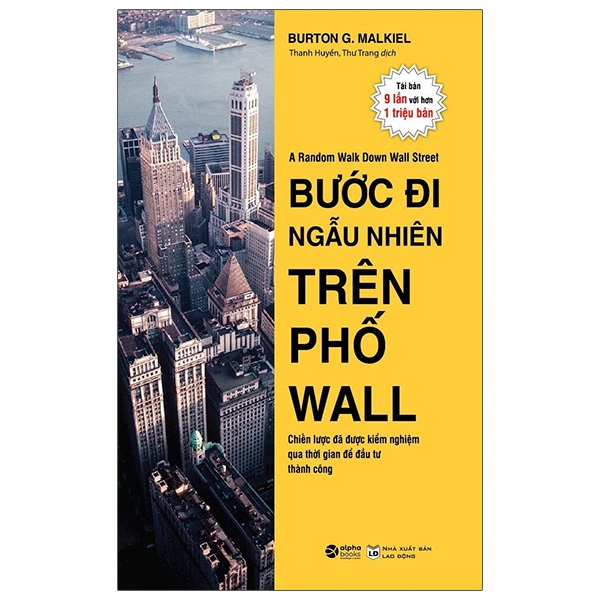 BURTON G. MALKIEL
Thanh Huyền, Thư Trang dịch
Tái bản
9 lần với hơn
1 triệu bản
A Random Walk Down Wall Street
BƯỚC ĐI
NGẪU NHIÊN
TRÊN
PHỐ
WALL
Chiến lược đã được kiểm nghiệm
qua thời gian để đầu tư
thành công
alpha
books
LĐ
NHÀ XUẤT BẢN
LAO ĐỘNG